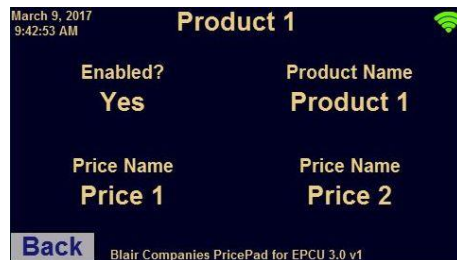 March 9, 2017
9:42:53 AM
Product 1
Enabled?
Yes
Product Name
Product 1
Price Name
Price 1
Price Name
Price 2
Back
Blair Companies PricePad for EPCU 3.0 v1